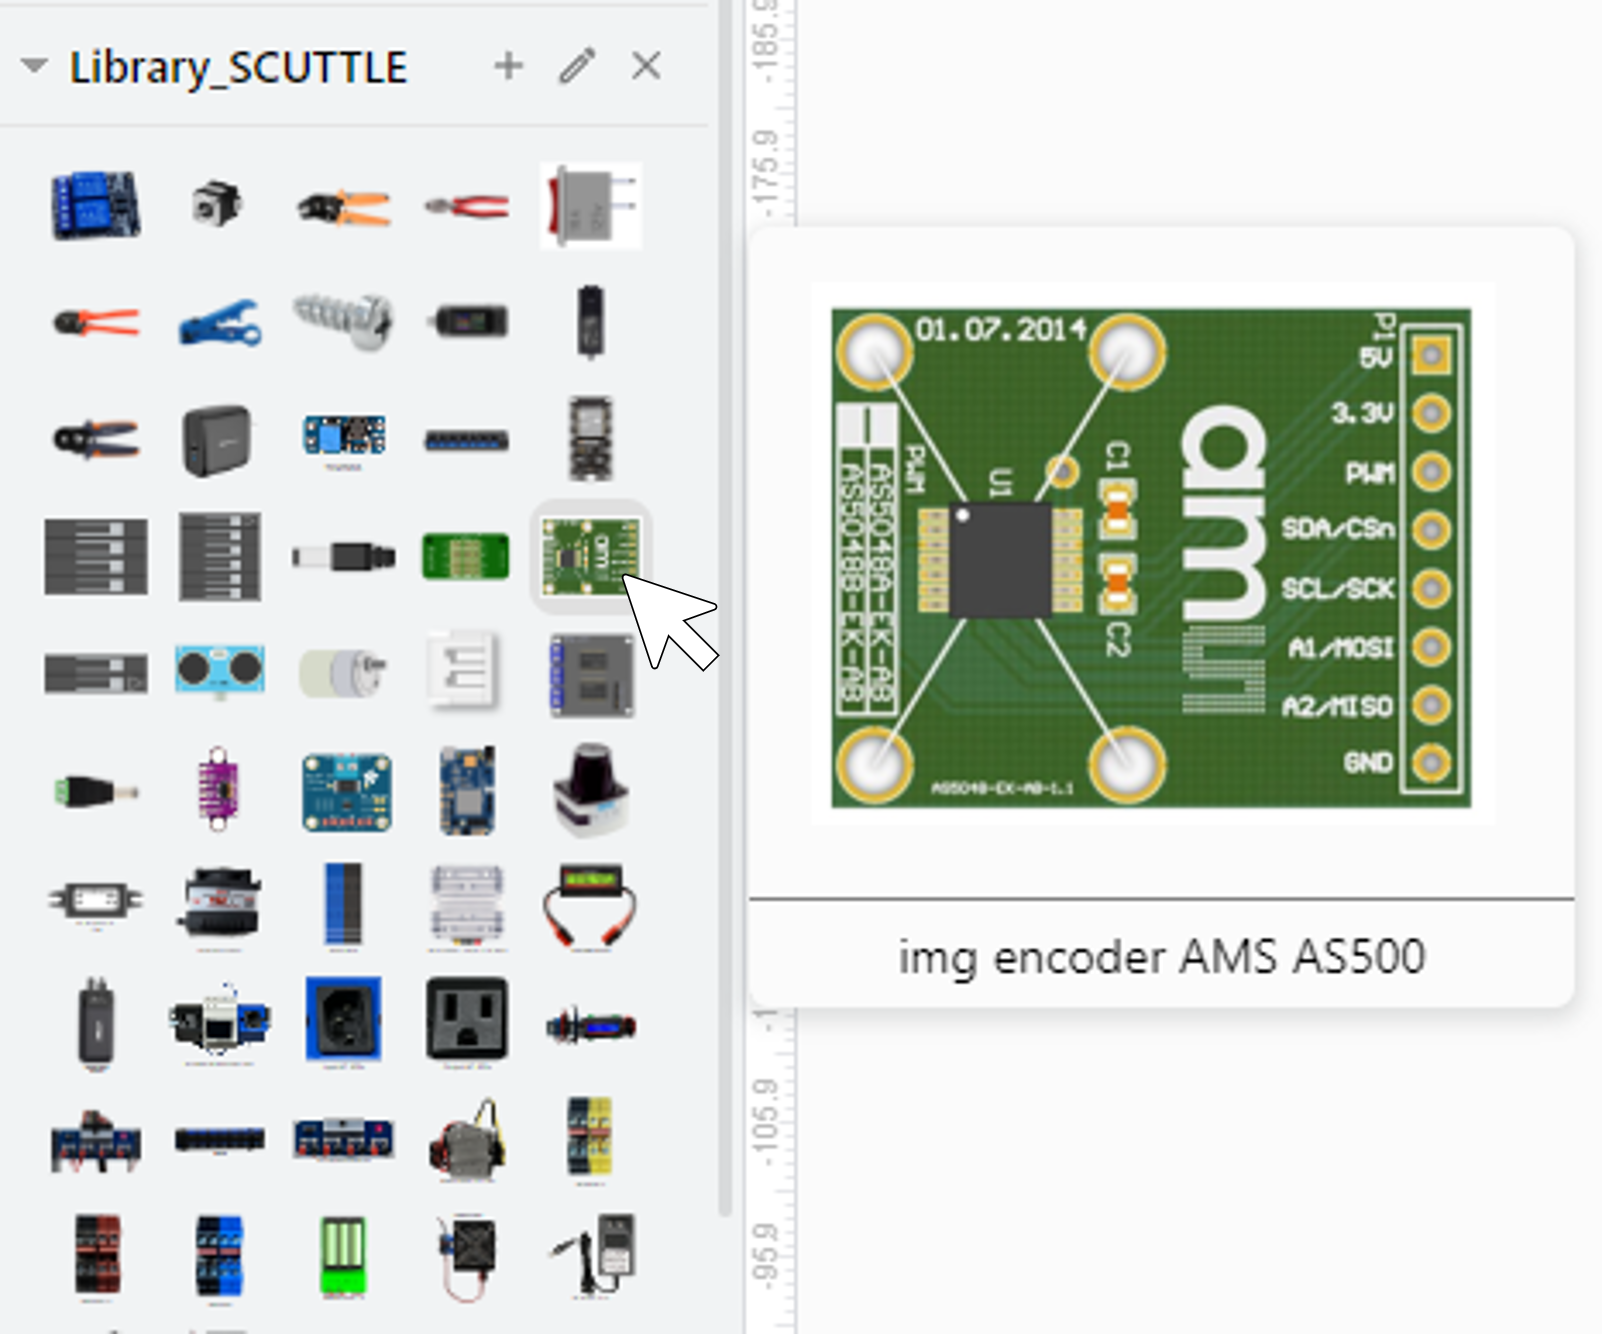 Library_SCUTTLE
-185.9
-175.9
-105.9
-95.9
01.07.2014
P1
5V
3.3V
PWM
SDA/CSn
SCL/SCK
A1/MOSI
A2/MISO
GND
PWM
U1
C1
C2
AS5048A-EK-AB
AS5048B-EK-AB
am
AS5048-EK-AB-1.1
img encoder AMS AS500